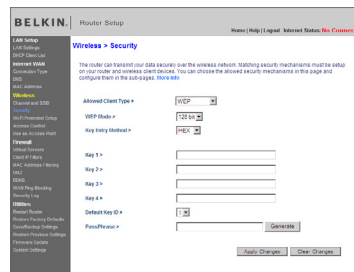 BELKIN. Router Setup
Home | Help | Logout Internet Status: No Connec
LAN Setup
LAN Settings
DHCP Client List
Internet WAN
Connection Type
DNS
MAC Address
Wireless
Channel and SSID
Security
Wi-Fi Protected Setup
Access Control
Use as Access Point
Firewall
Virtual Servers
Client IP Filters
MAC Address Filtering
DMZ
DDNS
WAN Ping Blocking
Security Log
Utilities
Restart Router
Restore Factory Defaults
Save/Backup Settings
Restore Previous Settings
Firmware Update
System Settings
Wireless > Security
The router can transmit your data securely over the wireless network. Matching security mechanisms must be setup
on your router and wireless client devices. You can choose the allowed security mechanisms in this page and
configure them in the sub-pages. More Info
Allowed Client Type > WEP
WEP Mode > 128 bit
Key Entry Method > HEX
Key 1 >
Key 2 >
Key 3 >
Key 4 >
Default Key ID > 1
PassPhrase > Generate
Apply Changes Clear Changes